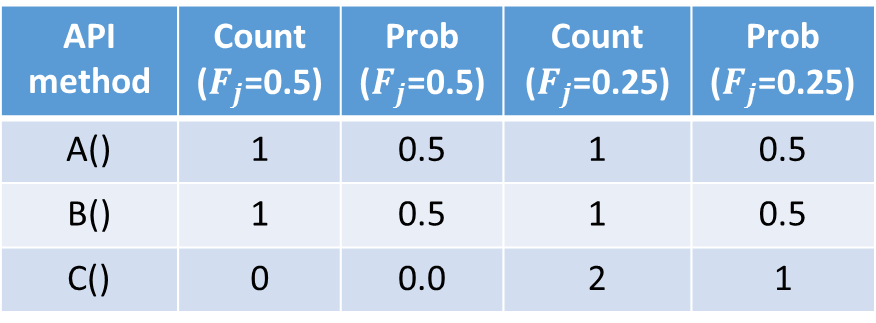 API method Count (Fj=0.5) Prob (Fj=0.5) Count (Fj=0.25) Prob (Fj=0.25)
A() 1 0.5 1 0.5
B() 1 0.5 1 0.5
C() 0 0.0 2 1